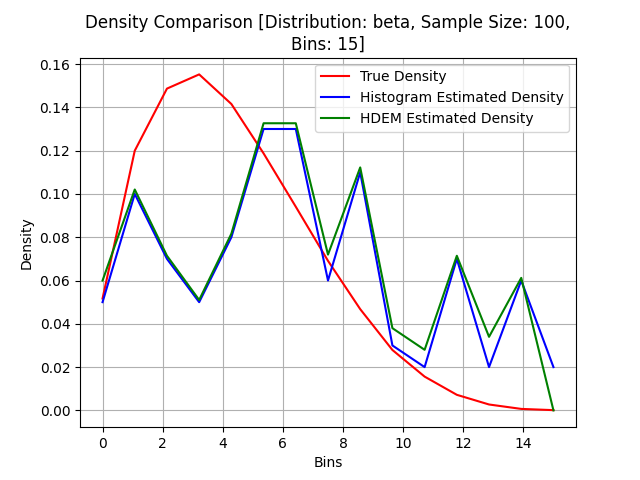 Density Comparison [Distribution: beta, Sample Size: 100,
Bins: 15]
True Density
Histogram Estimated Density
HDEM Estimated Density
Density
0.16
0.14
0.12
0.10
0.08
0.06
0.04
0.02
0.00
0 2 4 6 8 10 12 14
Bins